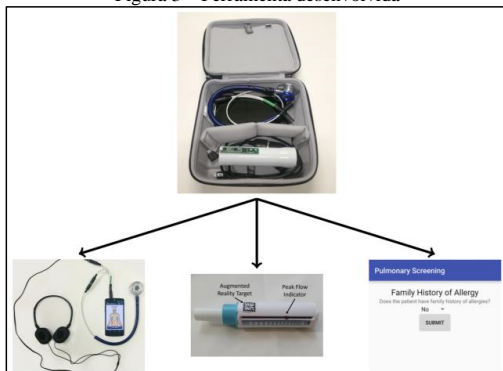 Augmented
Reality Target
Peak Flow
Indicator
Pulmonary Screening
Family History of Allergy
Does the patient have family history of allergies?
No
SUBMIT